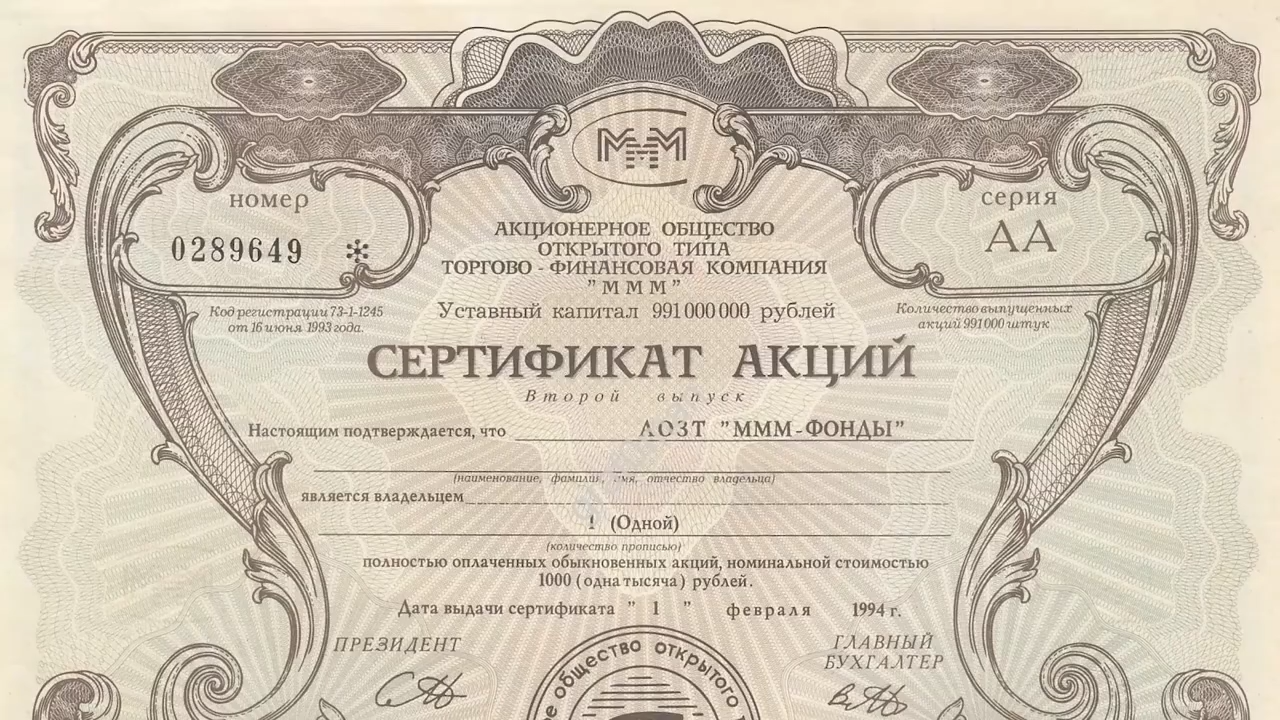 МММ
номер
0289649 *
серия
АА
АКЦИОНЕРНОЕ ОБЩЕСТВО
ОТКРЫТОГО ТИПА
ТОРГОВО - ФИНАНСОВАЯ КОМПАНИЯ
" М М М "
Уставный капитал 991 000 000 рублей
Код регистрации 73-1-1245
от 16 июня 1993 года.
Количество выпущенных
акций 991 000 штук
СЕРТИФИКАТ АКЦИЙ
Второй выпуск
Настоящим подтверждается, что АОЗТ "МММ-ФОНДЫ"
(наименование, фамилия, имя, отчество владельца)
является владельцем
1 (Одной)
(количество прописью)
полностью оплаченных обыкновенных акций, номинальной стоимостью
1000 ( одна тысяча ) рублей.
Дата выдачи сертификата " 1 " февраля 1994 г.
ПРЕЗИДЕНТ
ГЛАВНЫЙ
БУХГАЛТЕР
общество открытого